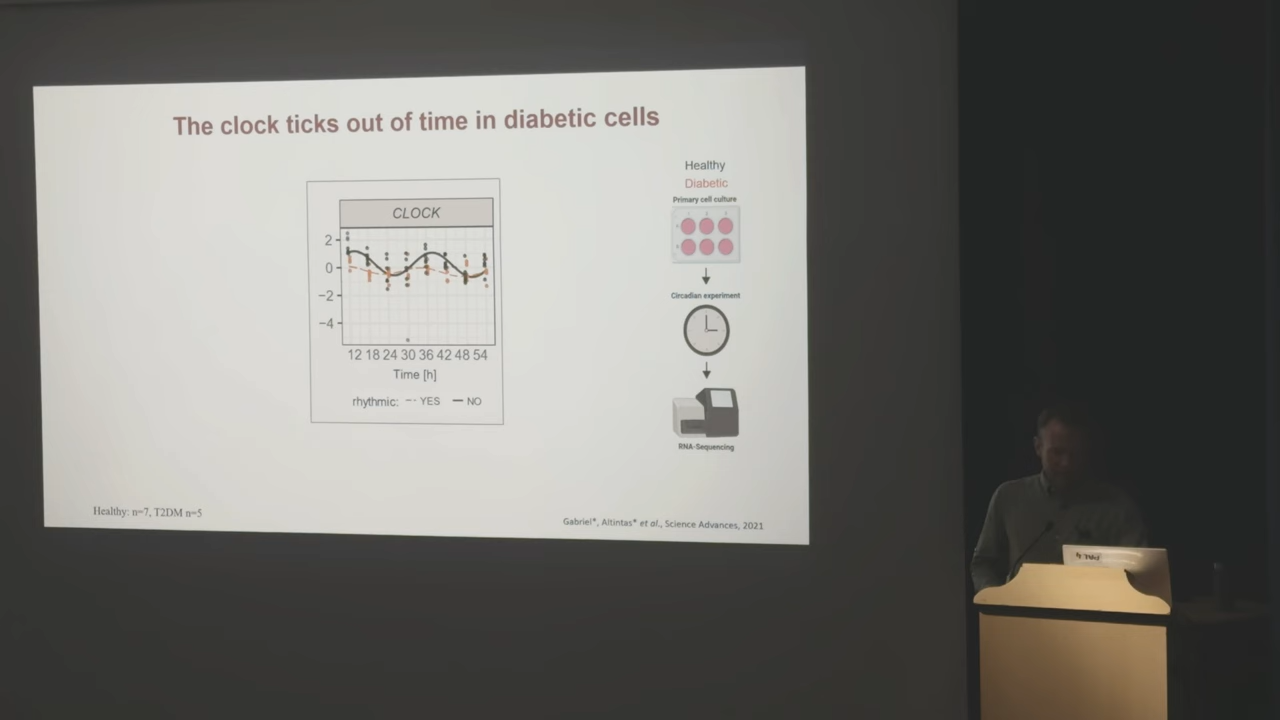 The clock ticks out of time in diabetic cells
CLOCK
2
0
−2
−4
12 18 24 30 36 42 48 54
Time [h]
rhythmic: -- YES — NO
Healthy
Diabetic
Primary cell culture
Circadian experiment
RNA-Sequencing
Healthy: n=7, T2DM n=5
Gabriel*, Altintas* et al., Science Advances, 2021